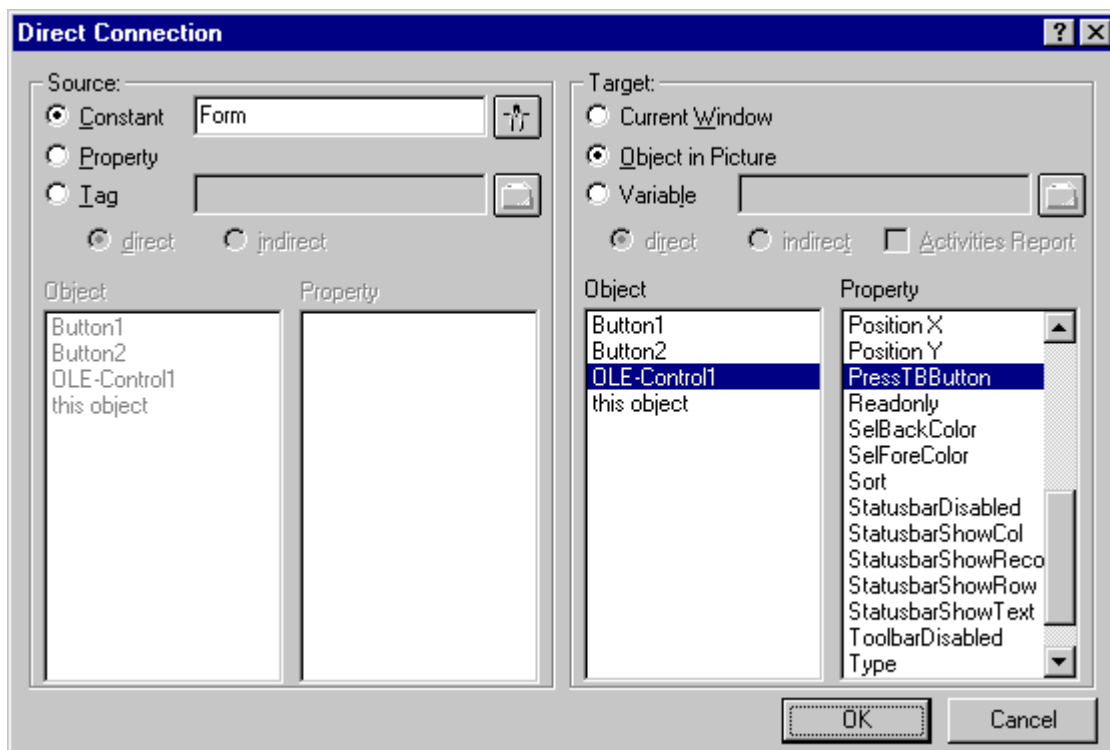 Direct Connection
Source:
Constant Form
Property
Tag
direct indirect
Object Property
Button1
Button2
OLE-Control1
this object
Target:
Current Window
Object in Picture
Variable
direct indirect Activities Report
Object Property
Button1
Button2
OLE-Control1
this object
Position X
Position Y
PressTBButton
Readonly
SelBackColor
SelForeColor
Sort
StatusbarDisabled
StatusbarShowCol
StatusbarShowReco
StatusbarShowRow
StatusbarShowText
ToolbarDisabled
Type
OK Cancel